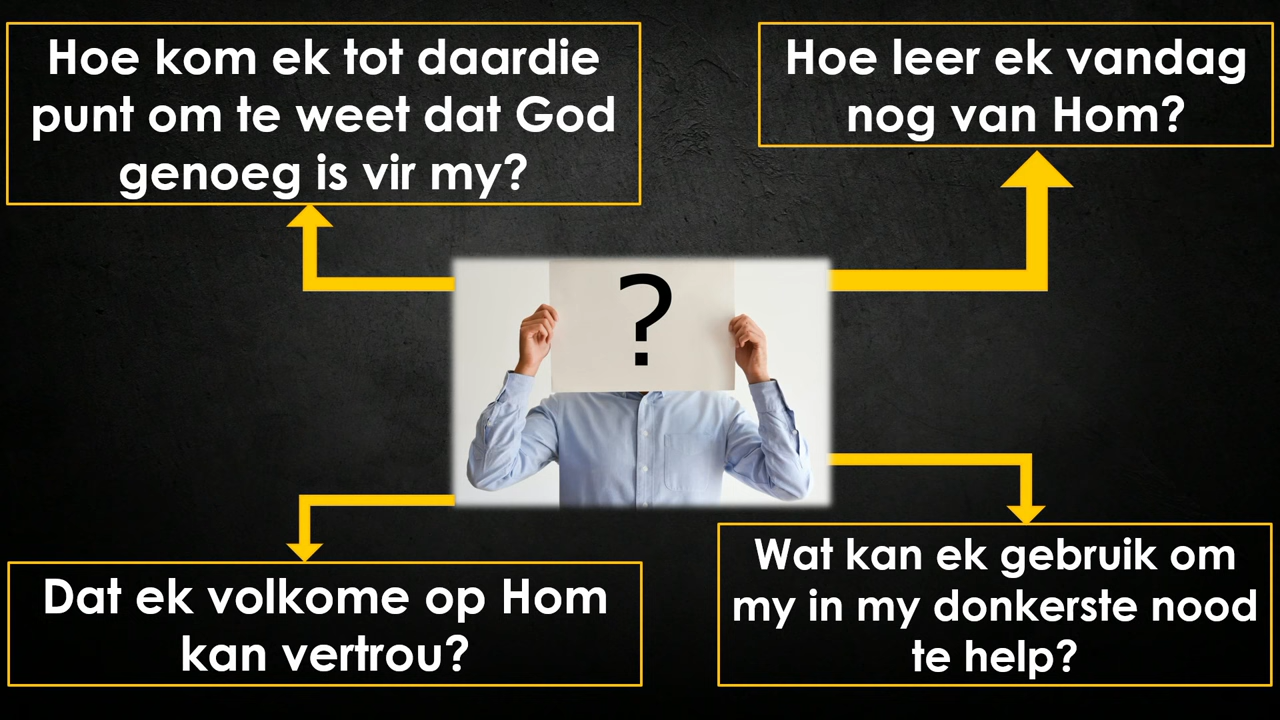 Hoe kom ek tot daardie
punt om te weet dat God
genoeg is vir my?
Hoe leer ek vandag
nog van Hom?
?
Dat ek volkome op Hom
kan vertrou?
Wat kan ek gebruik om
my in my donkerste nood
te help?